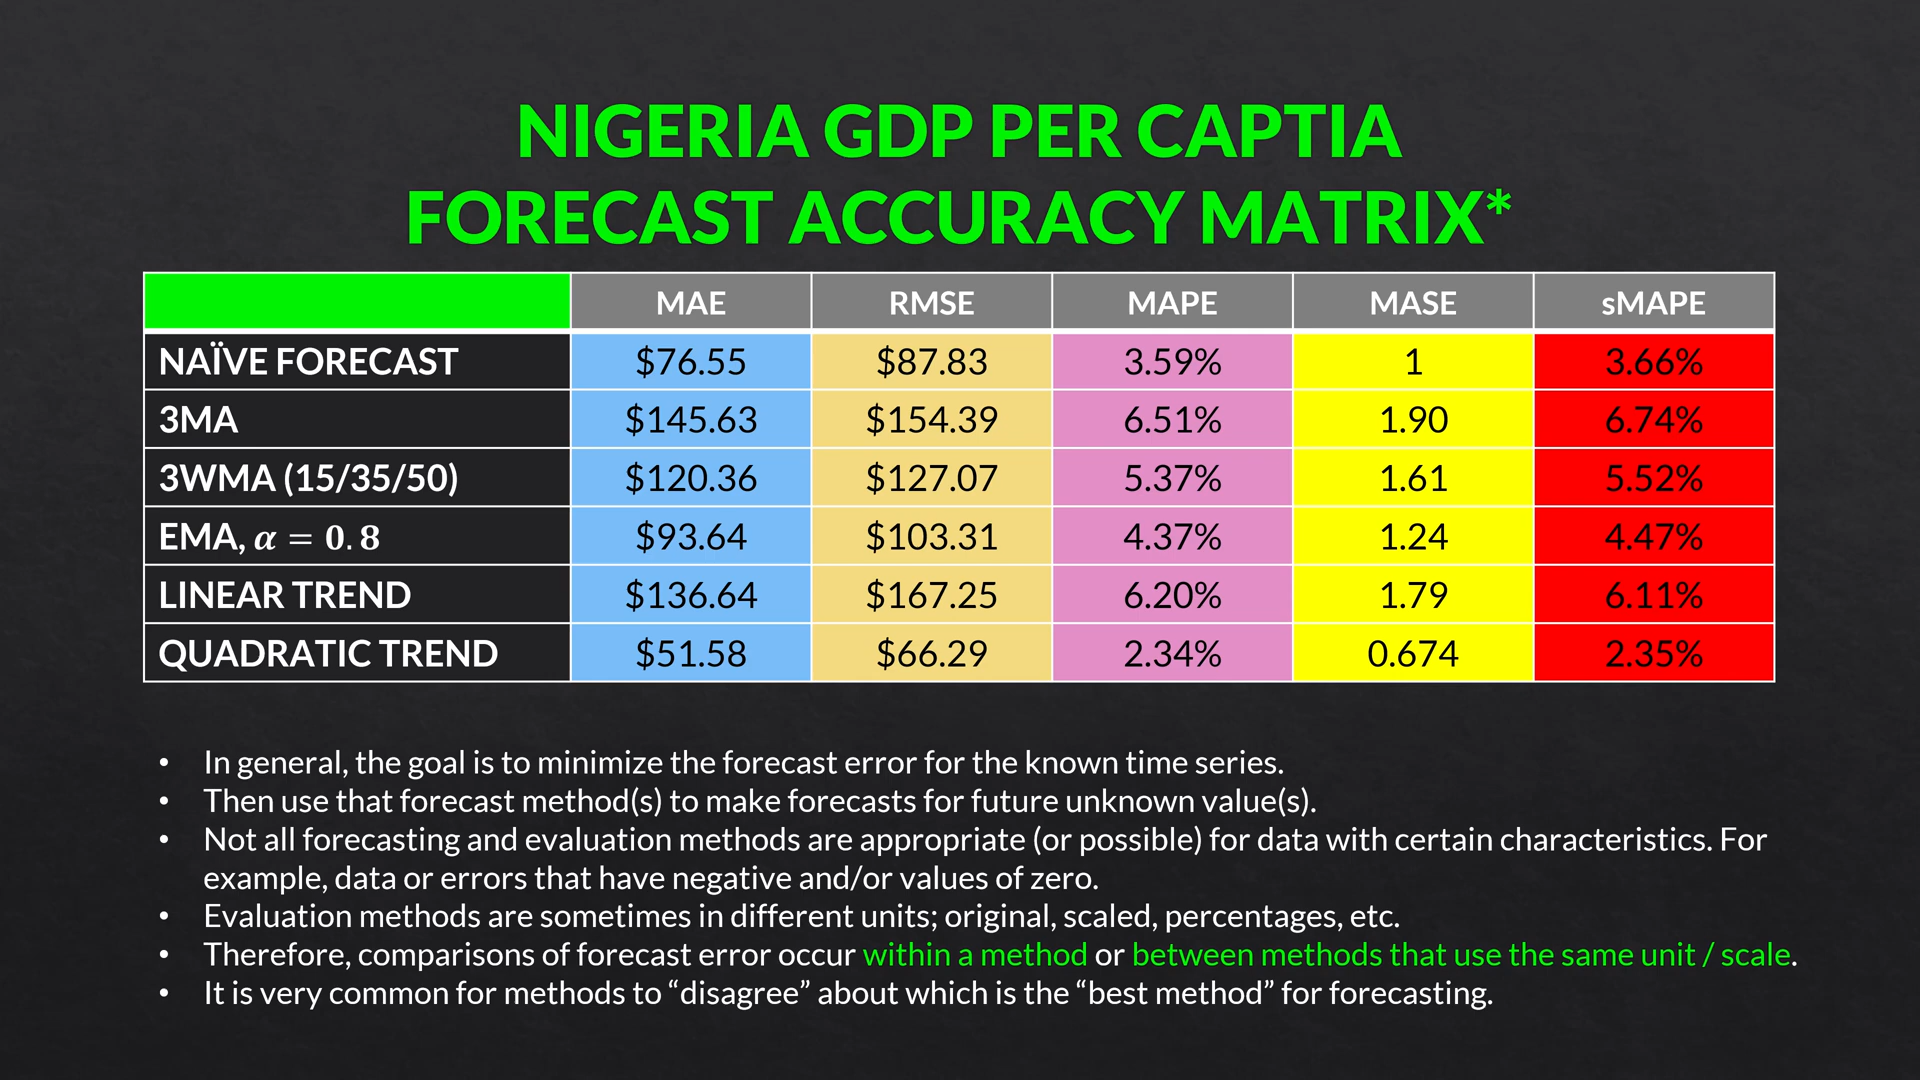 NIGERIA GDP PER CAPTIA
FORECAST ACCURACY MATRIX*
MAE RMSE MAPE MASE sMAPE
NAÏVE FORECAST $76.55 $87.83 3.59% 1 3.66%
3MA $145.63 $154.39 6.51% 1.90 6.74%
3WMA (15/35/50) $120.36 $127.07 5.37% 1.61 5.52%
EMA, α = 0.8 $93.64 $103.31 4.37% 1.24 4.47%
LINEAR TREND $136.64 $167.25 6.20% 1.79 6.11%
QUADRATIC TREND $51.58 $66.29 2.34% 0.674 2.35%
• In general, the goal is to minimize the forecast error for the known time series.
• Then use that forecast method(s) to make forecasts for future unknown value(s).
• Not all forecasting and evaluation methods are appropriate (or possible) for data with certain characteristics. For
example, data or errors that have negative and/or values of zero.
• Evaluation methods are sometimes in different units; original, scaled, percentages, etc.
• Therefore, comparisons of forecast error occur within a method or between methods that use the same unit / scale.
• It is very common for methods to “disagree” about which is the “best method” for forecasting.